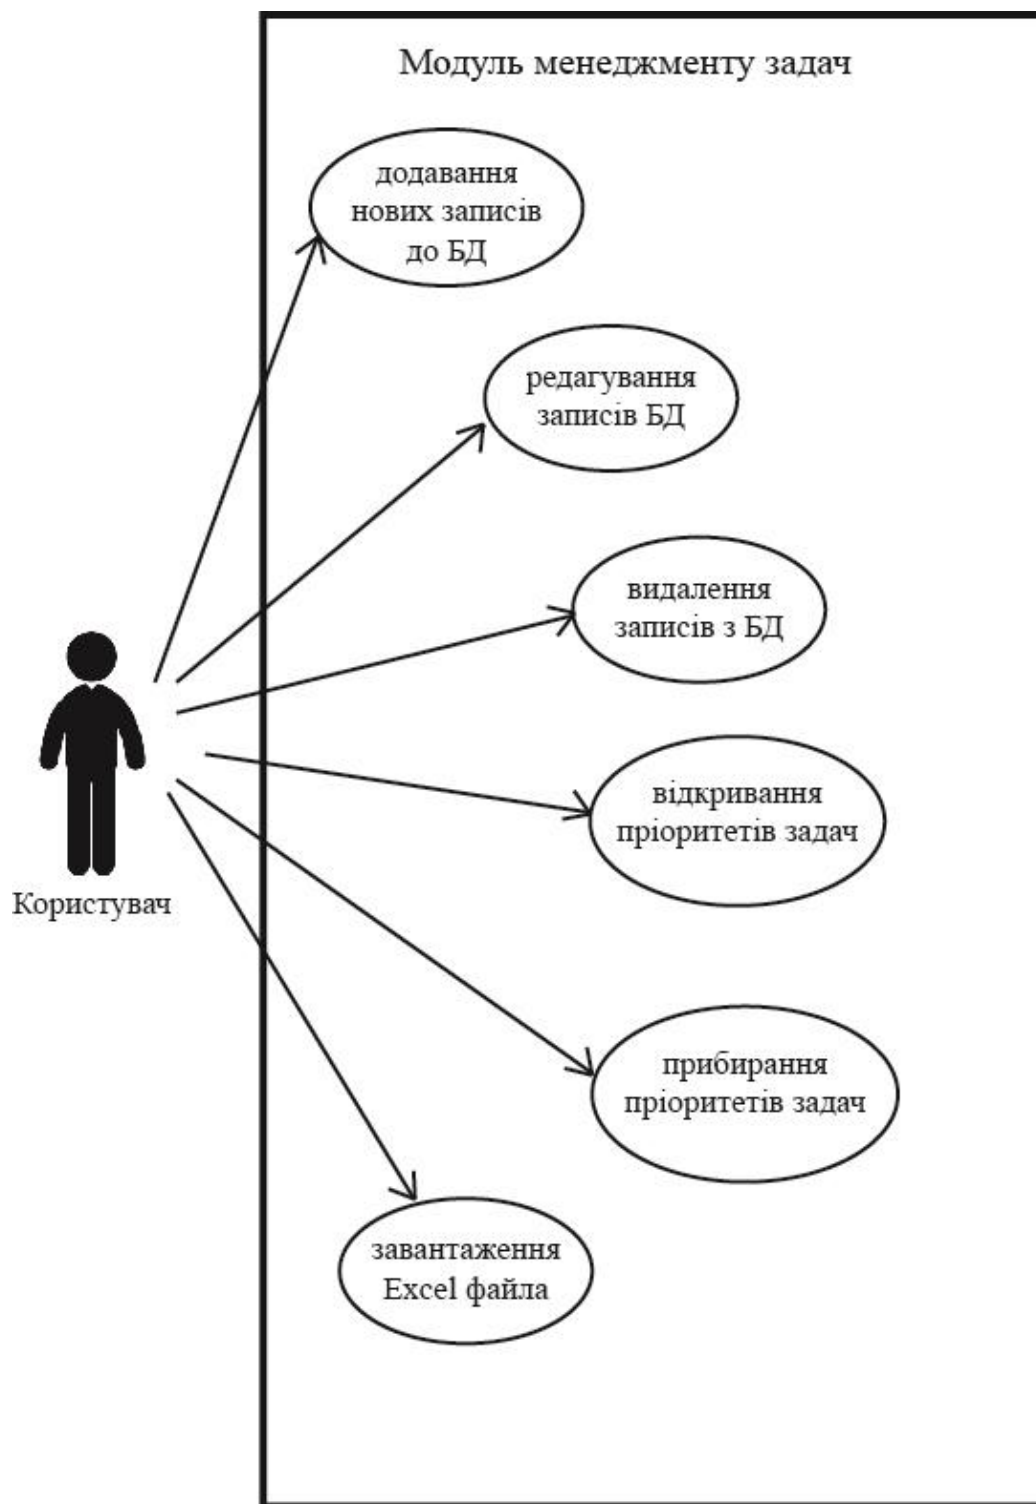 Модуль менеджменту задач
додавання
нових записів
до БД
редагування
записів БД
видалення
записів з БД
відкривання
пріоритетів задач
Користувач
прибирання
пріоритетів задач
завантаження
Excel файла